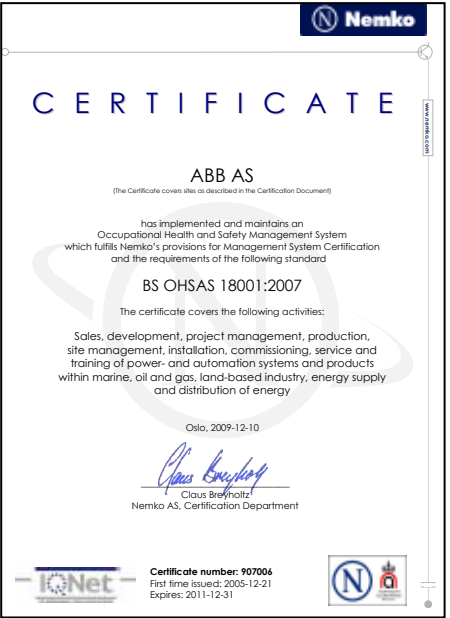 Nemko
www.nemko.com
CERTIFICATE
ABB AS
(The Certificate covers sites as described in the Certification Document)
has implemented and maintains an
Occupational Health and Safety Management System
which fulfills Nemko's provisions for Management System Certification
and the requirements of the following standard
BS OHSAS 18001:2007
The certificate covers the following activities:
Sales, development, project management, production,
site management, installation, commissioning, service and
training of power- and automation systems and products
within marine, oil and gas, land-based industry, energy supply
and distribution of energy
Oslo, 2009-12-10
Claus Breyholtz
Claus Breyholtz
Nemko AS, Certification Department
IQNet
Certificate number: 907006
First time issued: 2005-12-21
Expires: 2011-12-31
N